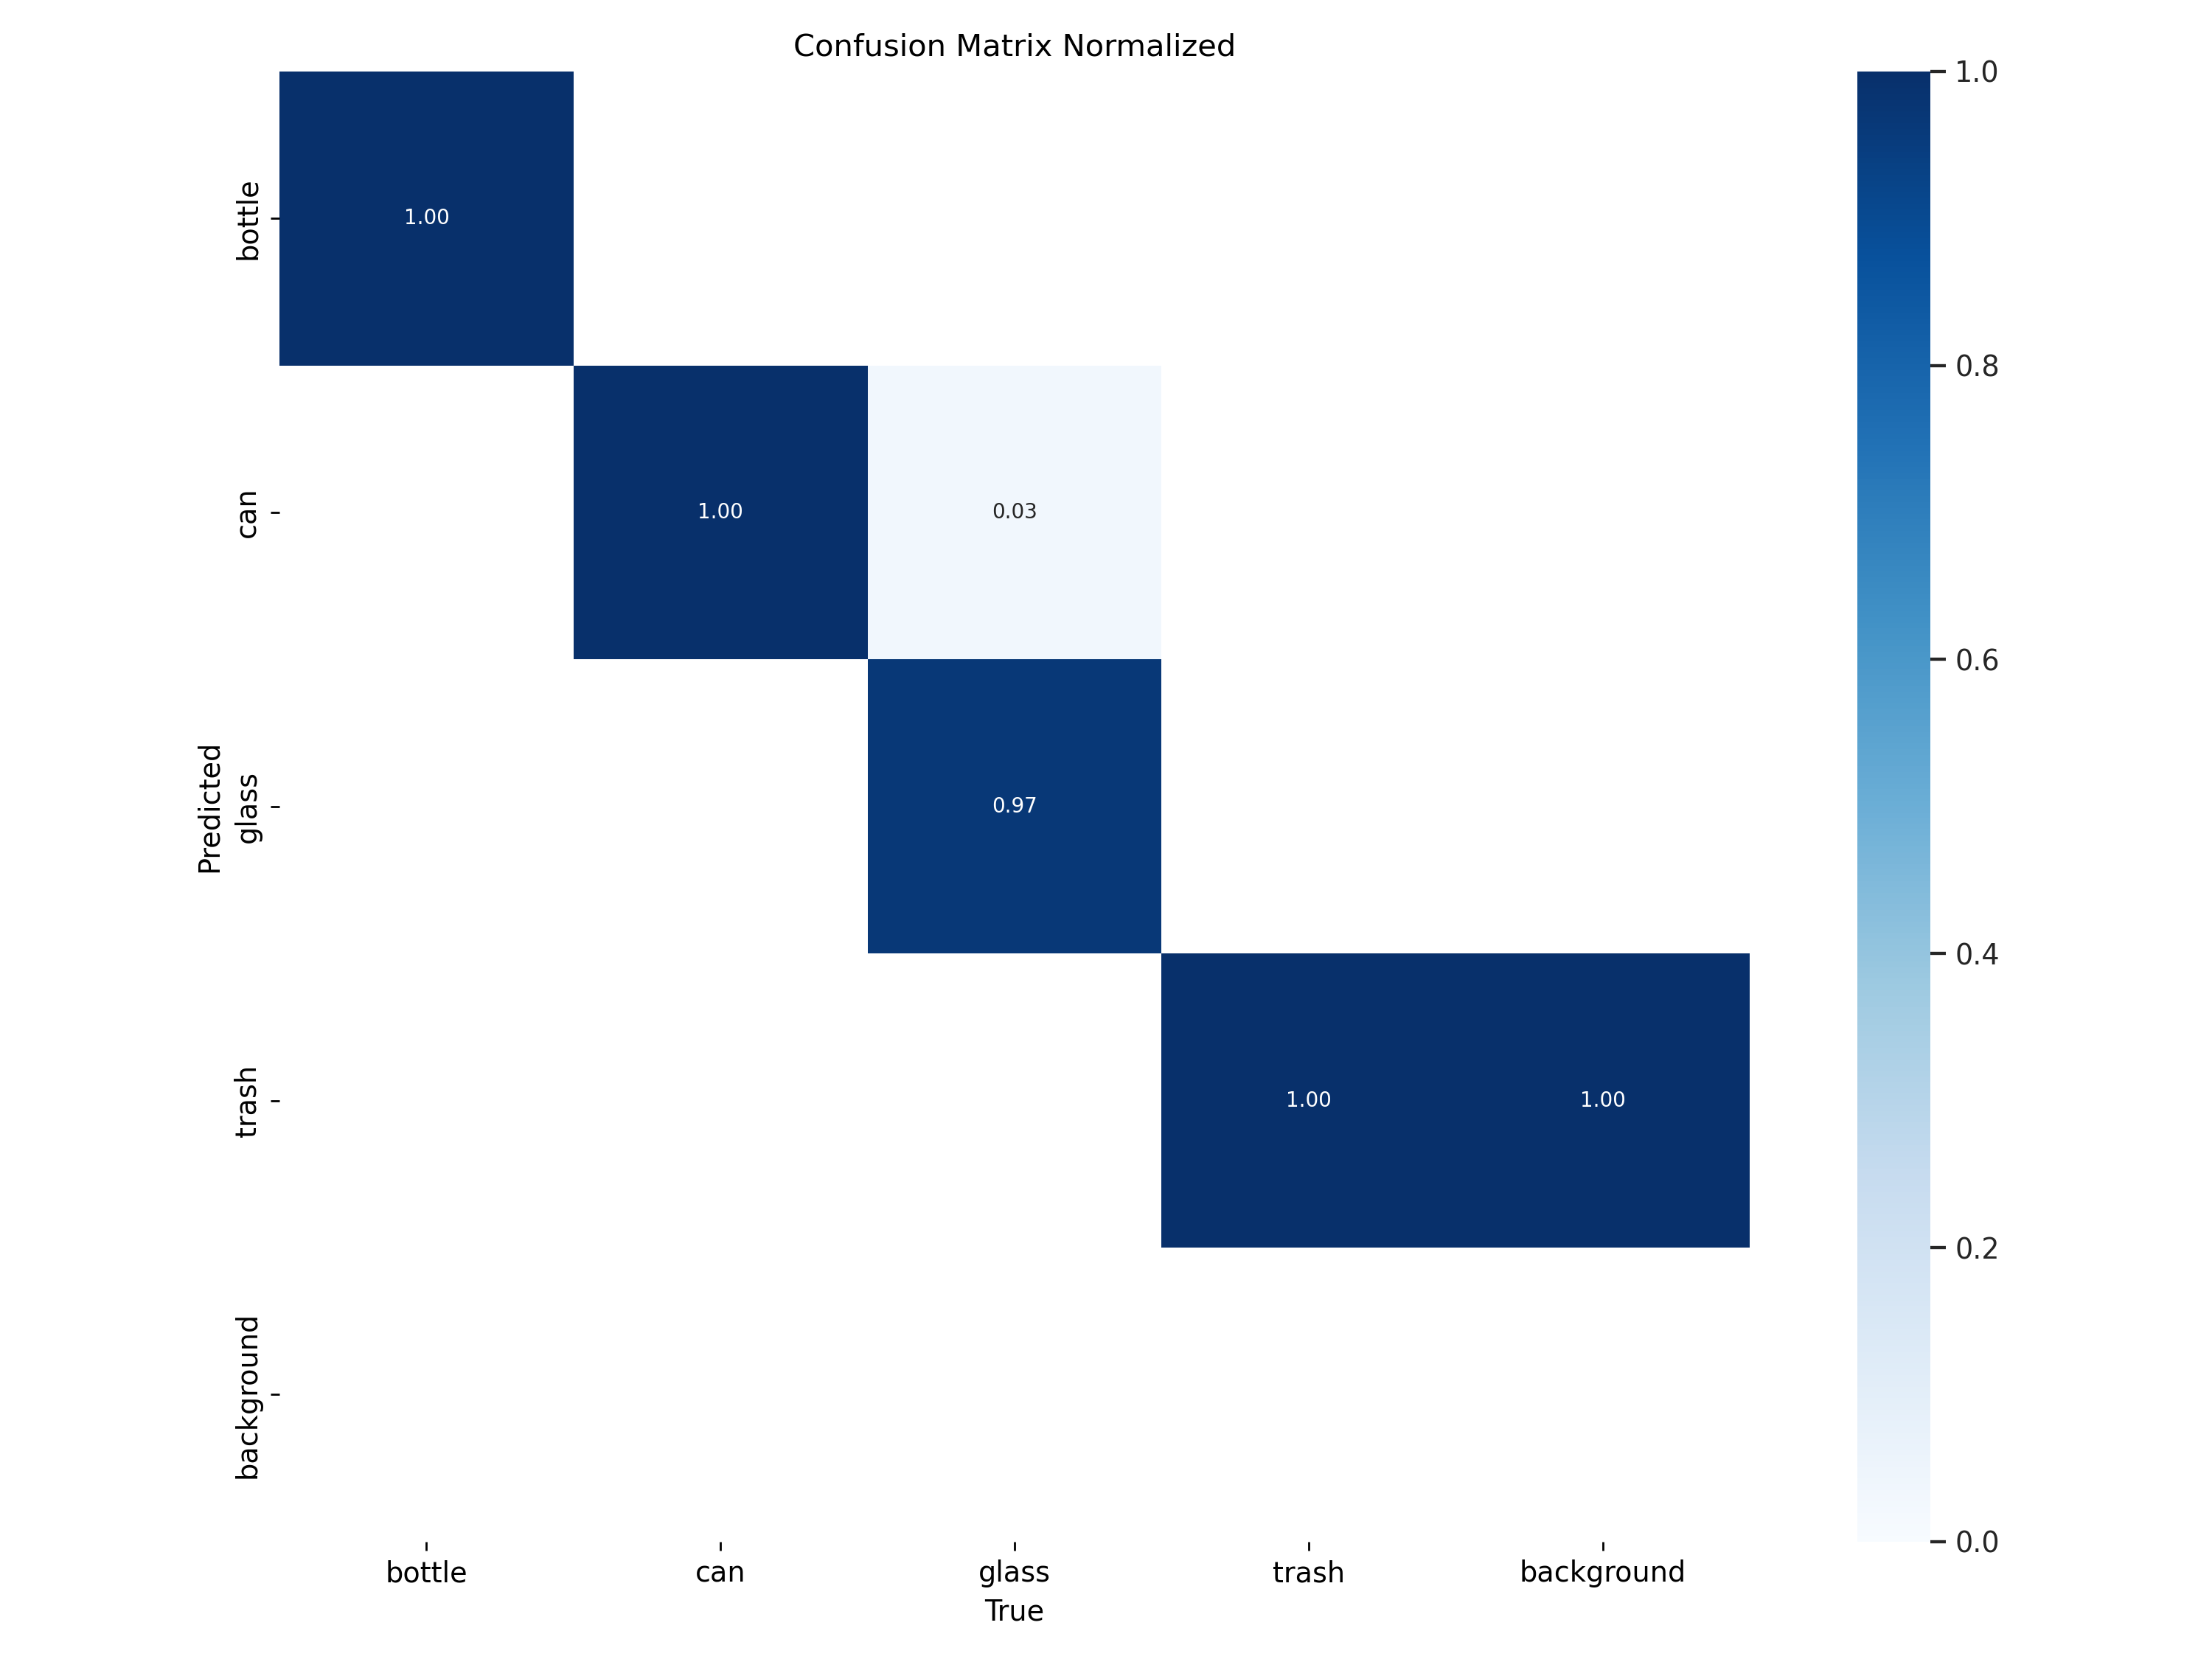 Confusion Matrix Normalized
1.0
bottle
1.00
0.8
can
1.00
0.03
0.6
Predicted
glass
0.97
0.4
trash
1.00
1.00
0.2
background
0.0
bottle
can
glass
trash
background
True